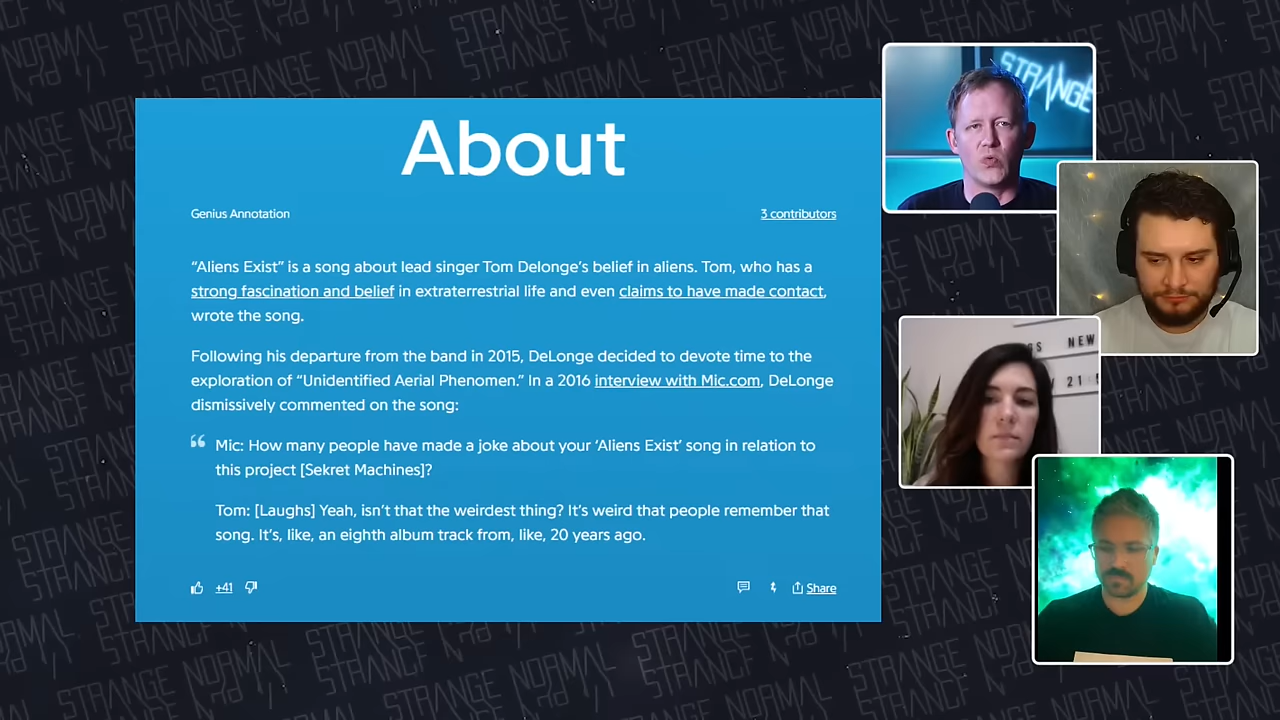 About
Genius Annotation
3 contributors
“Aliens Exist” is a song about lead singer Tom Delonge’s belief in aliens. Tom, who has a
strong fascination and belief in extraterrestrial life and even claims to have made contact,
wrote the song.
Following his departure from the band in 2015, DeLonge decided to devote time to the
exploration of “Unidentified Aerial Phenomen.” In a 2016 interview with Mic.com, DeLonge
dismissively commented on the song:
“ Mic: How many people have made a joke about your ‘Aliens Exist’ song in relation to
this project [Sekret Machines]?
Tom: [Laughs] Yeah, isn’t that the weirdest thing? It’s weird that people remember that
song. It’s, like, an eighth album track from, like, 20 years ago.
+41
Share
STRANGE
NEW
21
STRANGE NORMAL